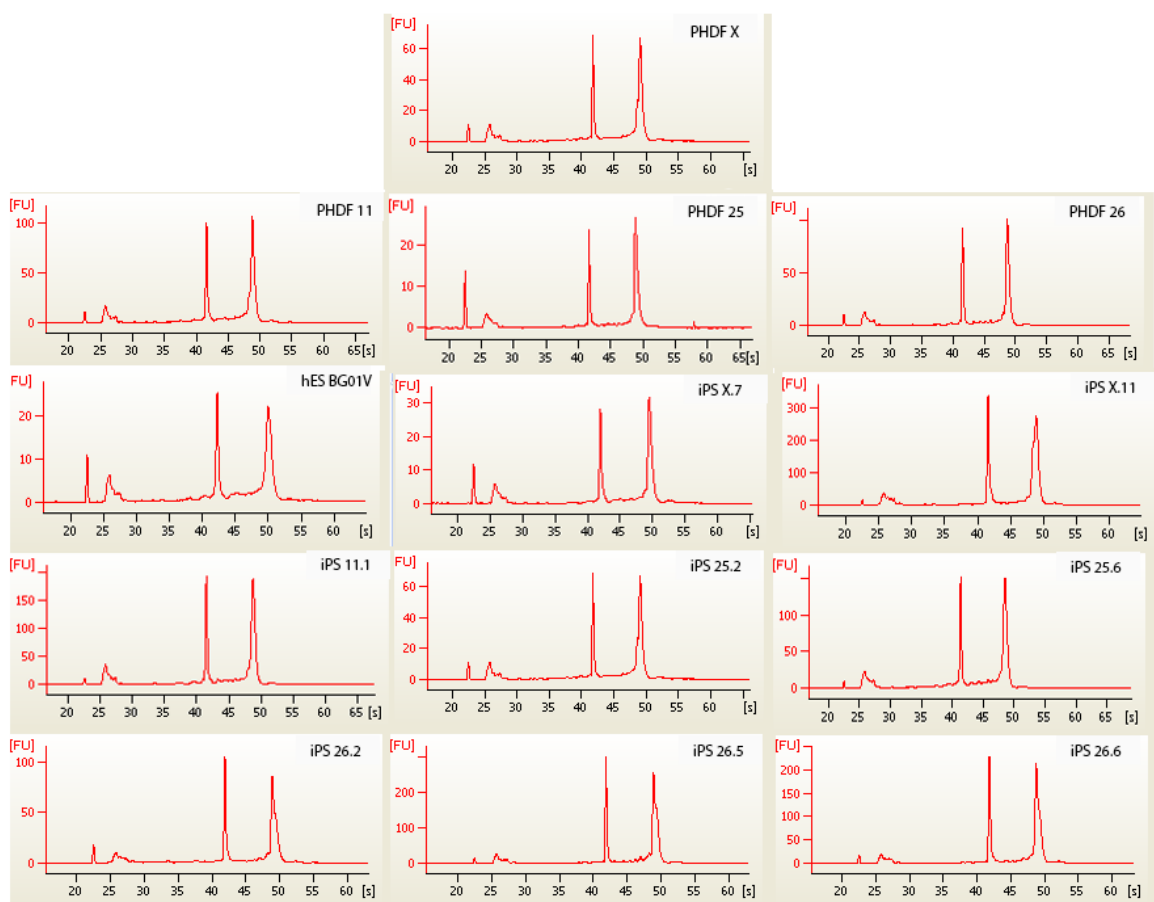 [FU]
PHDF X
60
40
20
0
20 25 30 35 40 45 50 55 60 [s]
[FU]
PHDF 11
100
50
0
20 25 30 35 40 45 50 55 60 65[s]
[FU]
PHDF 25
20
10
0
20 25 30 35 40 45 50 55 60 65[s]
[FU]
PHDF 26
50
0
20 25 30 35 40 45 50 55 60 65 [s]
FU]
hES BG01V
20
10
0
20 25 30 35 40 45 50 55 60 [s]
[FU]
iPS X.7
30
20
10
0
20 25 30 35 40 45 50 55 60 [s]
[FU]
iPS X.11
300
200
100
0
20 25 30 35 40 45 50 55 60 [s]
[FU]
iPS 11.1
150
100
50
0
20 25 30 35 40 45 50 55 60 65 [s]
[FU]
iPS 25.2
60
40
20
0
20 25 30 35 40 45 50 55 60 [s]
[FU]
iPS 25.6
100
50
0
20 25 30 35 40 45 50 55 60 65 [s]
[FU]
iPS 26.2
100
50
0
20 25 30 35 40 45 50 55 60 [s]
[FU]
iPS 26.5
200
100
0
20 25 30 35 40 45 50 55 60 [s]
[FU]
iPS 26.6
200
150
100
50
0
20 25 30 35 40 45 50 55 60 [s]